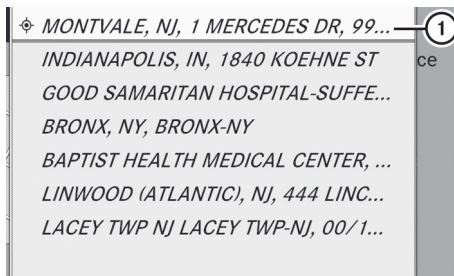 MONTVALE, NJ, 1 MERCEDES DR, 99... 1
INDIANAPOLIS, IN, 1840 KOEHNE ST ce
GOOD SAMARITAN HOSPITAL-SUFFE...
BRONX, NY, BRONX-NY
BAPTIST HEALTH MEDICAL CENTER, ...
LINWOOD (ATLANTIC), NJ, 444 LINC...
LACEY TWP NJ LACEY TWP-NJ, 00/1...